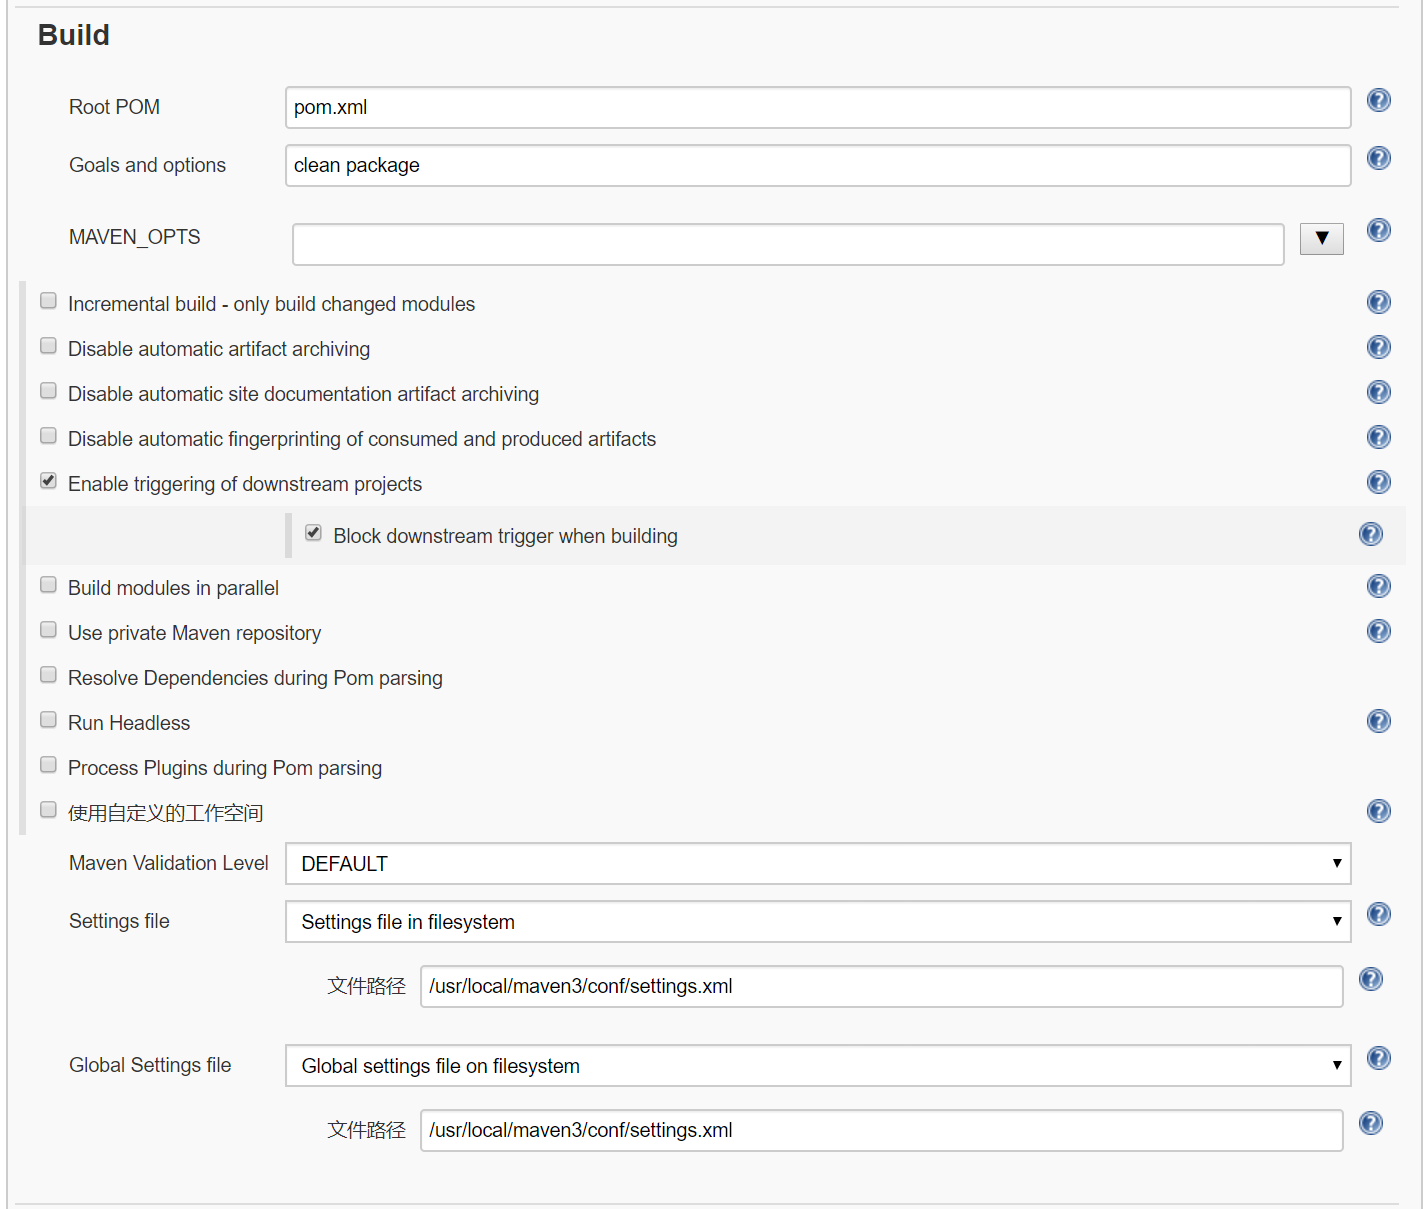 Build
Root POM
pom.xml
Goals and options
clean package
MAVEN_OPTS
Incremental build - only build changed modules
Disable automatic artifact archiving
Disable automatic site documentation artifact archiving
Disable automatic fingerprinting of consumed and produced artifacts
Enable triggering of downstream projects
Block downstream trigger when building
Build modules in parallel
Use private Maven repository
Resolve Dependencies during Pom parsing
Run Headless
Process Plugins during Pom parsing
使用自定义的工作空间
Maven Validation Level
DEFAULT
Settings file
Settings file in filesystem
文件路径
/usr/local/maven3/conf/settings.xml
Global Settings file
Global settings file on filesystem
文件路径
/usr/local/maven3/conf/settings.xml